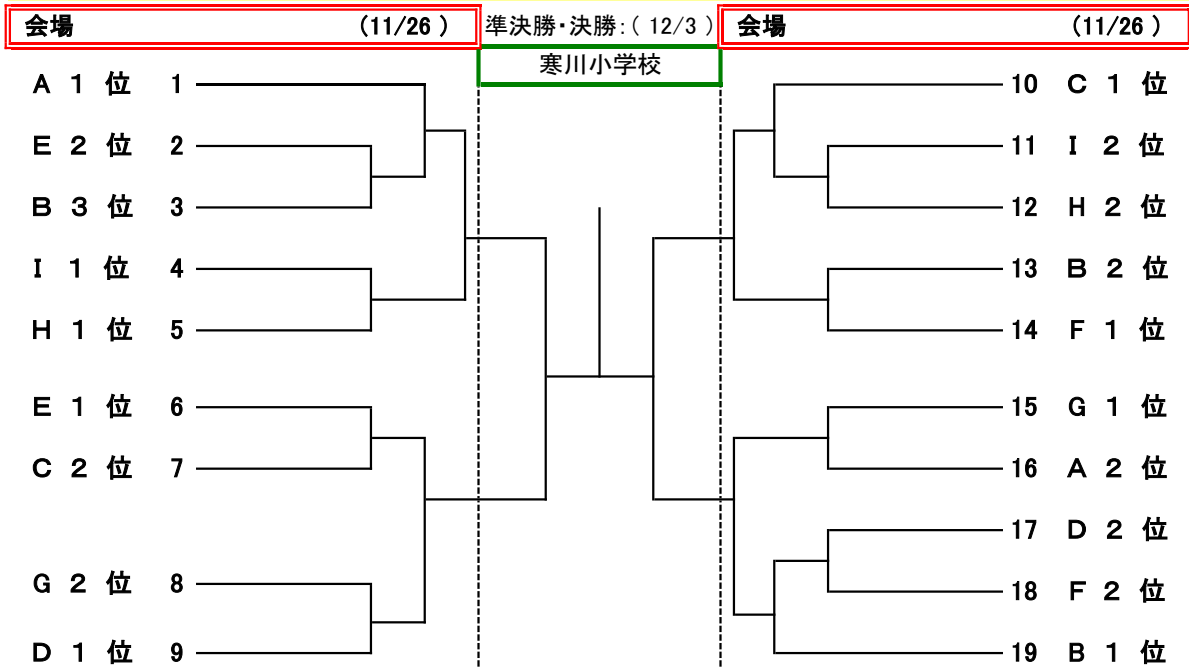 会場 (11/26 ) 準決勝・決勝:( 12/3 ) 会場 (11/26 )
寒川小学校
A 1 位 1
E 2 位 2
B 3 位 3
I 1 位 4
H 1 位 5
E 1 位 6
C 2 位 7
G 2 位 8
D 1 位 9
10 C 1 位
11 I 2 位
12 H 2 位
13 B 2 位
14 F 1 位
15 G 1 位
16 A 2 位
17 D 2 位
18 F 2 位
19 B 1 位